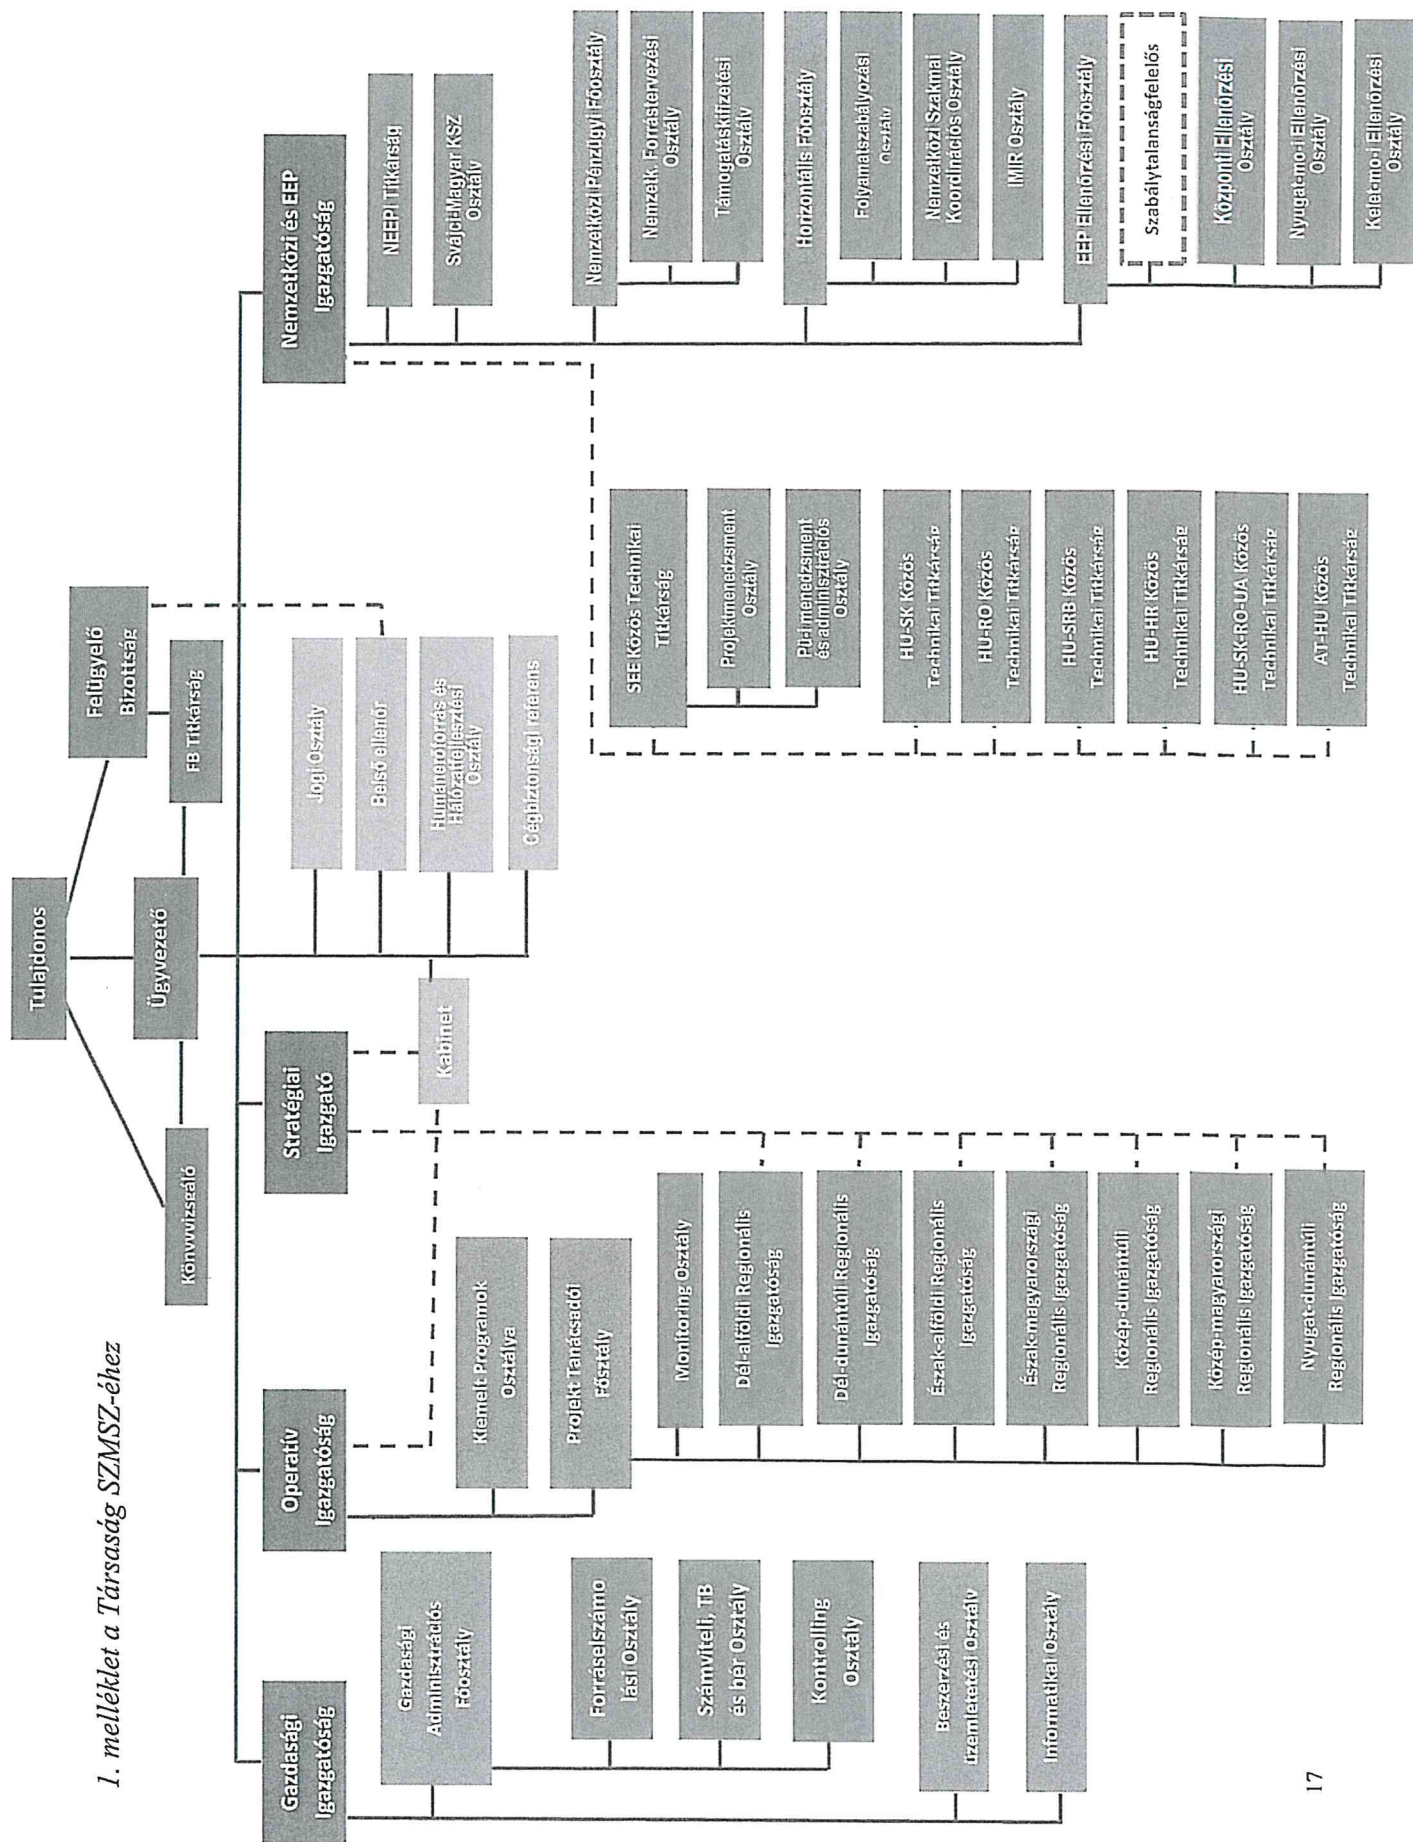 1. melléklet a Társaság SZMSZ-éhez
Tulajdonos
Felügyelő
Bizottság
Könyvvizsgáló
Ügyvezető
FB Titkárság
Gazdasági
Igazgatóság
Operatív
Igazgatóság
Stratégiai
Igazgató
Nemzetközi és EEP
Igazgatóság
Kabinet
Jogi Osztály
Belső ellenőr
Humánerőforrás és
Hálózatfejlesztési
Osztály
Cégbiztonsági referens
Gazdasági
Adminisztrációs
Főosztály
Forráselszámo
lási Osztály
Számviteli, TB
és bér Osztály
Kontrolling
Osztály
Beszerzési és
üzemletetési Osztály
Informatikai Osztály
Kiemelt Programok
Osztálya
Projekt Tanácsadói
Főosztály
Monitoring Osztály
Dél-alföldi Regionális
Igazgatóság
Dél-dunántúli Regionális
Igazgatóság
Észak-alföldi Regionális
Igazgatóság
Észak-magyarországi
Regionális Igazgatóság
Közép-dunántúli
Regionális Igazgatóság
Közép-magyarországi
Regionális Igazgatóság
Nyugat-dunántúli
Regionális Igazgatóság
SEE Közös Technikai
Titkárság
Projektmenedzsment
Osztály
Pü-i menedzsment
és adminisztrációs
Osztály
HU-SK Közös
Technikai Titkárság
HU-RO Közös
Technikai Titkárság
HU-SRB Közös
Technikai Titkárság
HU-HR Közös
Technikai Titkárság
HU-SK-RO-UA Közös
Technikai Titkárság
AT-HU Közös
Technikai Titkárság
NEEPI Titkárság
Svájci-Magyar KSZ
Osztály
Nemzetközi Pénzügyi Főosztály
Nemzetk. Forrástervezési
Osztály
Támogatáskifizetési
Osztály
Horizontális Főosztály
Folyamatszabályozási
Osztály
Nemzetközi Szakmai
Koordinációs Osztály
IMIR Osztály
EEP Ellenőrzési Főosztály
Szabálytalanságfelelős
Központi Ellenőrzési
Osztály
Nyugat-mo-i Ellenőrzési
Osztály
Kelet-mo-i Ellenőrzési
Osztály
17